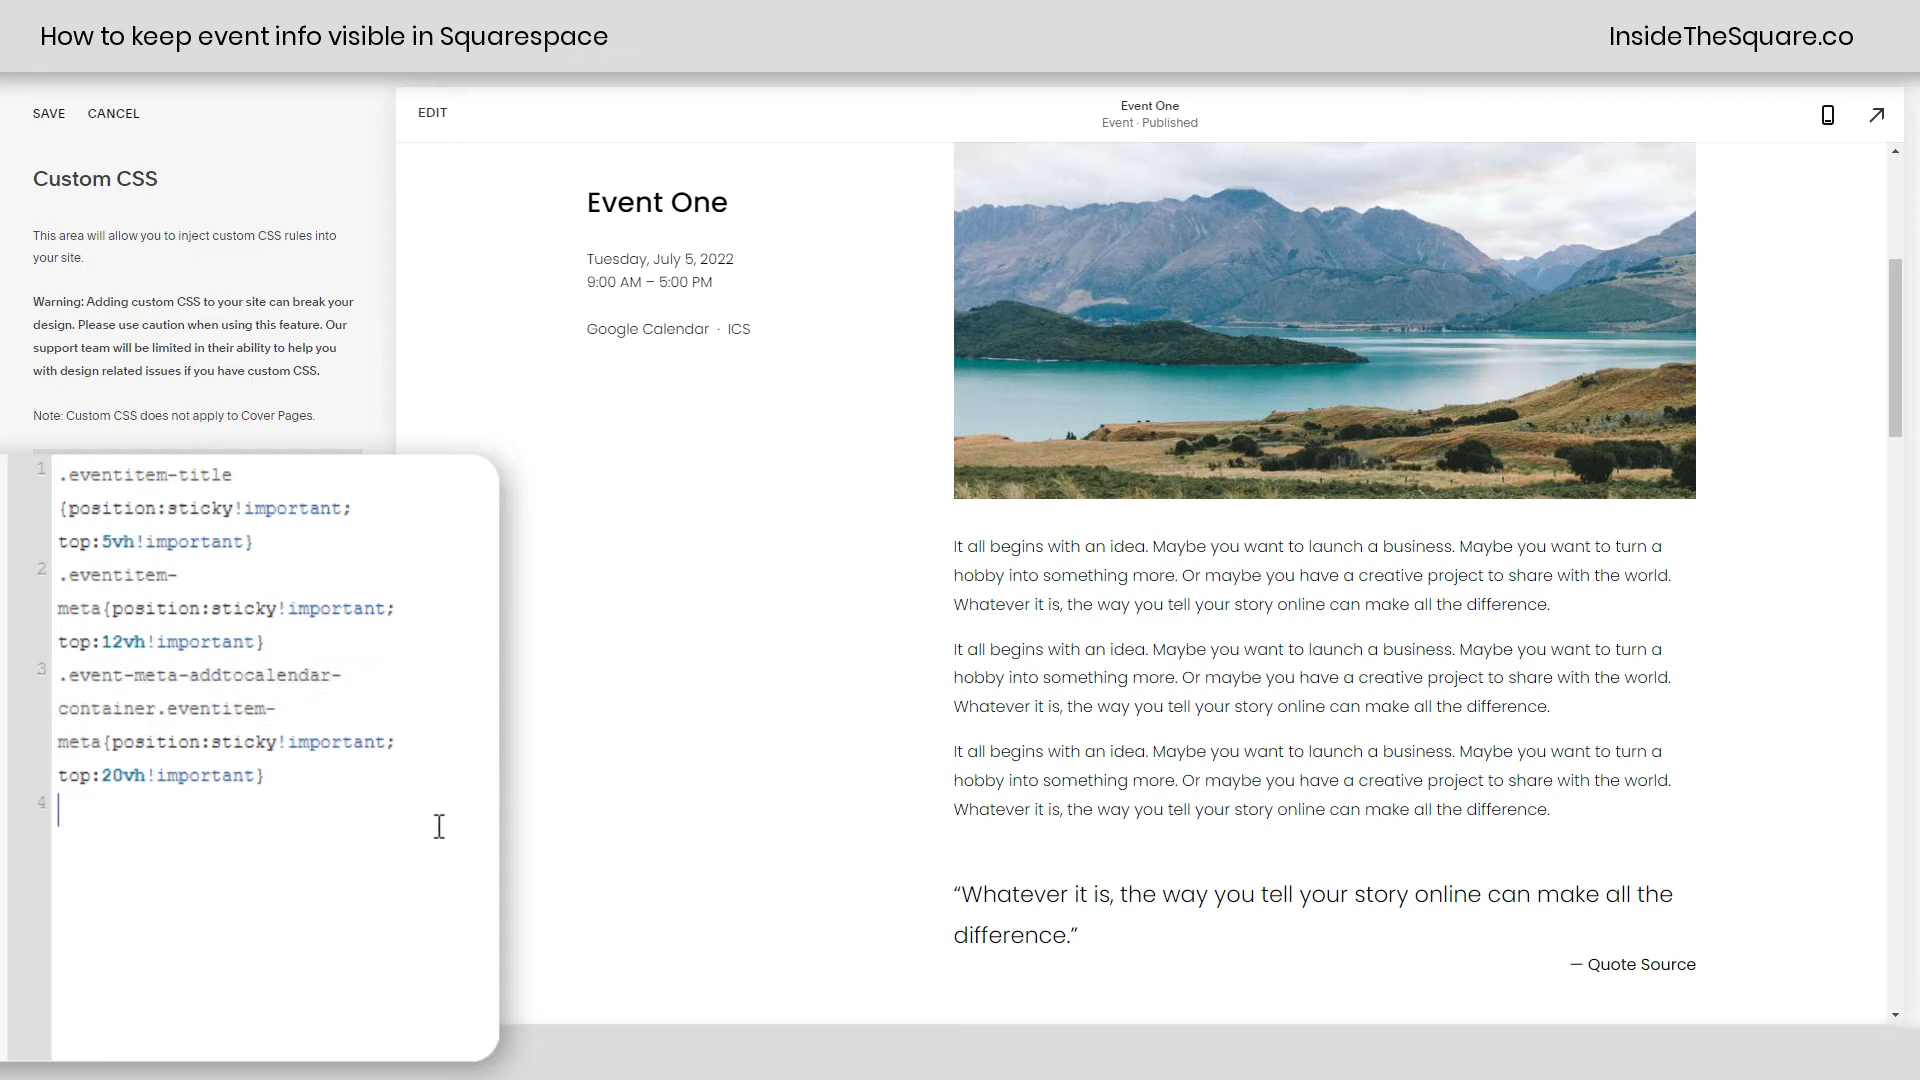 How to keep event info visible in Squarespace
InsideTheSquare.co
SAVE CANCEL
EDIT
Event One
Event · Published
Custom CSS
This area will allow you to inject custom CSS rules into
your site.
Warning: Adding custom CSS to your site can break your
design. Please use caution when using this feature. Our
support team will be limited in their ability to help you
with design related issues if you have custom CSS.
Note: Custom CSS does not apply to Cover Pages.
1 .eventitem-title
{position:sticky!important;
top:5vh!important}
2 .eventitem-
meta{position:sticky!important;
top:12vh!important}
3 .event-meta-addtocalendar-
container.eventitem-
meta{position:sticky!important;
top:20vh!important}
4
Event One
Tuesday, July 5, 2022
9:00 AM – 5:00 PM
Google Calendar · ICS
It all begins with an idea. Maybe you want to launch a business. Maybe you want to turn a
hobby into something more. Or maybe you have a creative project to share with the world.
Whatever it is, the way you tell your story online can make all the difference.
It all begins with an idea. Maybe you want to launch a business. Maybe you want to turn a
hobby into something more. Or maybe you have a creative project to share with the world.
Whatever it is, the way you tell your story online can make all the difference.
It all begins with an idea. Maybe you want to launch a business. Maybe you want to turn a
hobby into something more. Or maybe you have a creative project to share with the world.
Whatever it is, the way you tell your story online can make all the difference.
“Whatever it is, the way you tell your story online can make all the
difference.”
— Quote Source